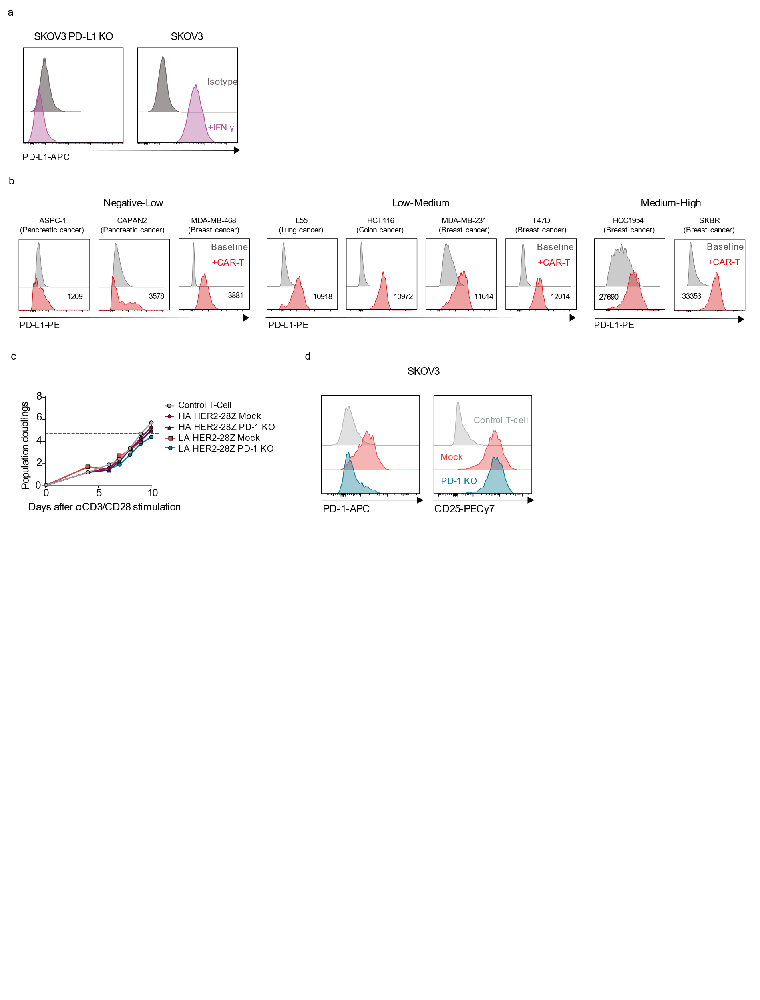 a
SKOV3 PD-L1 KO
SKOV3
Isotype
+IFN-γ
PD-L1-APC
b
Negative-Low
Low-Medium
Medium-High
ASPC-1
(Pancreatic cancer)
CAPAN2
(Pancreatic cancer)
MDA-MB-468
(Breast cancer)
L55
(Lung cancer)
HCT116
(Colon cancer)
MDA-MB-231
(Breast cancer)
T47D
(Breast cancer)
HCC1954
(Breast cancer)
SKBR
(Breast cancer)
Baseline
+CAR-T
Baseline
+CAR-T
Baseline
+CAR-T
1209
3578
3881
10918
10972
11614
12014
27690
33356
PD-L1-PE
PD-L1-PE
PD-L1-PE
c
Population doublings
8
6
4
2
0
0
5
10
Days after αCD3/CD28 stimulation
Control T-Cell
HA HER2-28Z Mock
HA HER2-28Z PD-1 KO
LA HER2-28Z Mock
LA HER2-28Z PD-1 KO
d
SKOV3
Control T-cell
Mock
PD-1 KO
PD-1-APC
CD25-PECy7